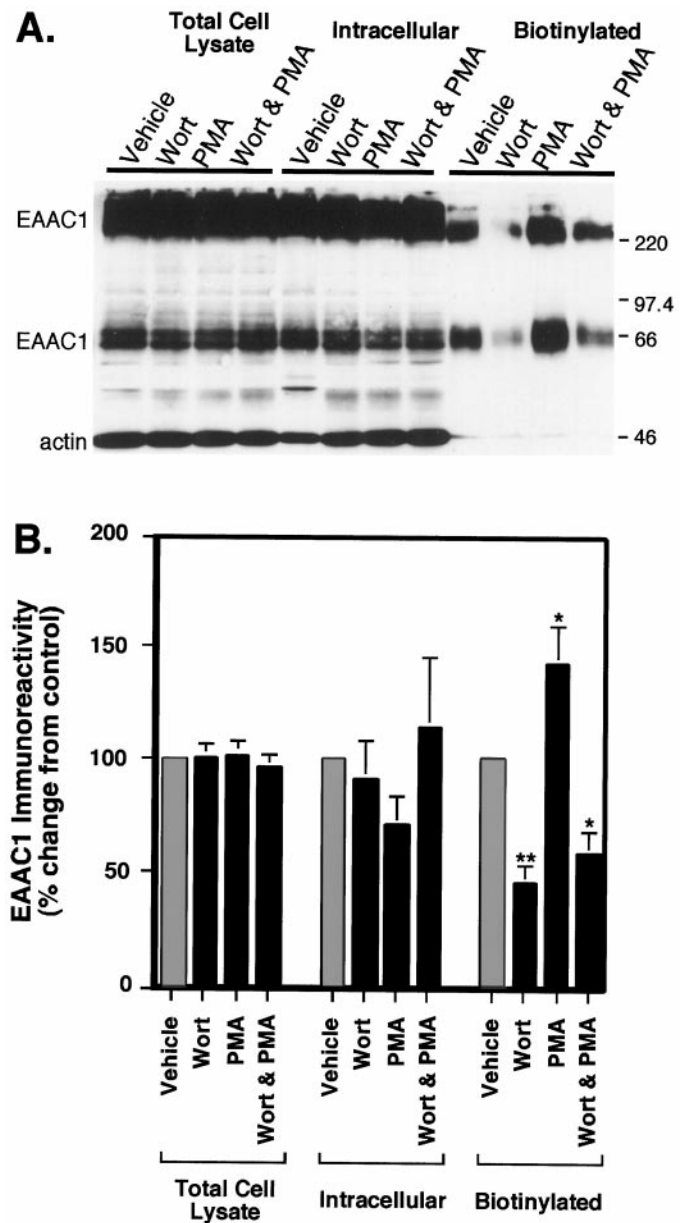 A.
Total Cell Lysate
Intracellular
Biotinylated
Vehicle
Wort
PMA
Wort & PMA
Vehicle
Wort
PMA
Wort & PMA
Vehicle
Wort
PMA
Wort & PMA
EAAC1
220
97.4
EAAC1
66
actin
46
B.
EAAC1 Immunoreactivity
(% change from control)
200
150
100
50
0
*
**
*
Vehicle
Wort
PMA
Wort & PMA
Vehicle
Wort
PMA
Wort & PMA
Vehicle
Wort
PMA
Wort & PMA
Total Cell
Lysate
Intracellular
Biotinylated